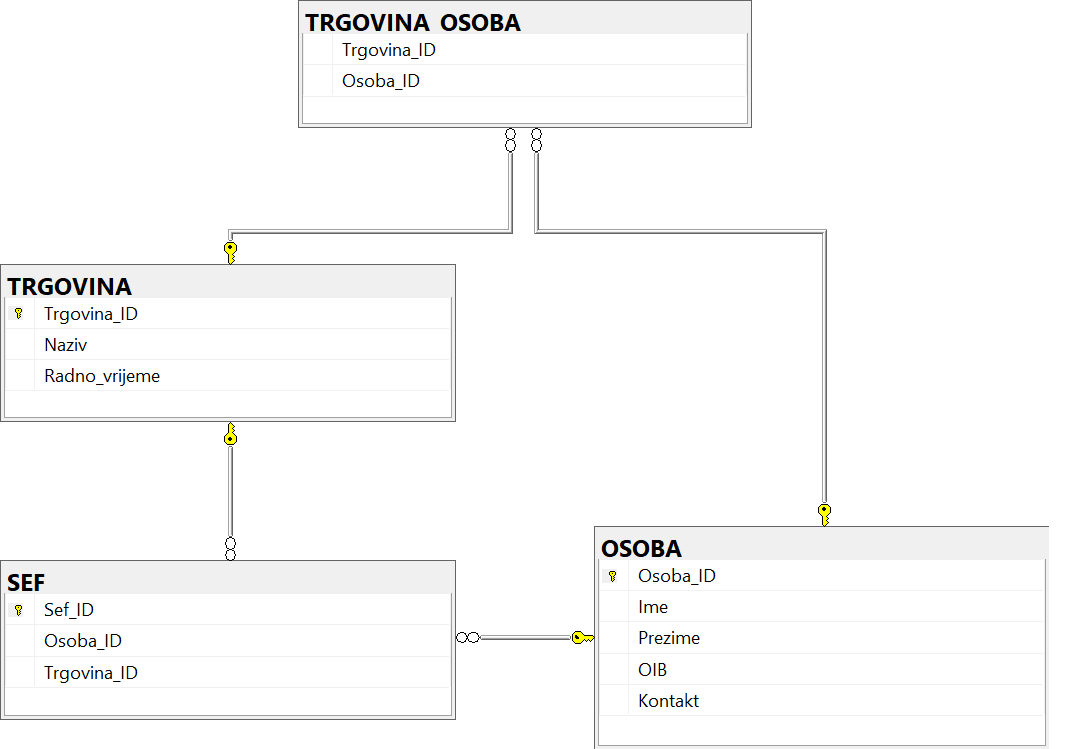 TRGOVINA_OSOBA
Trgovina_ID
Osoba_ID
TRGOVINA
Trgovina_ID
Naziv
Radno_vrijeme
SEF
Sef_ID
Osoba_ID
Trgovina_ID
OSOBA
Osoba_ID
Ime
Prezime
OIB
Kontakt